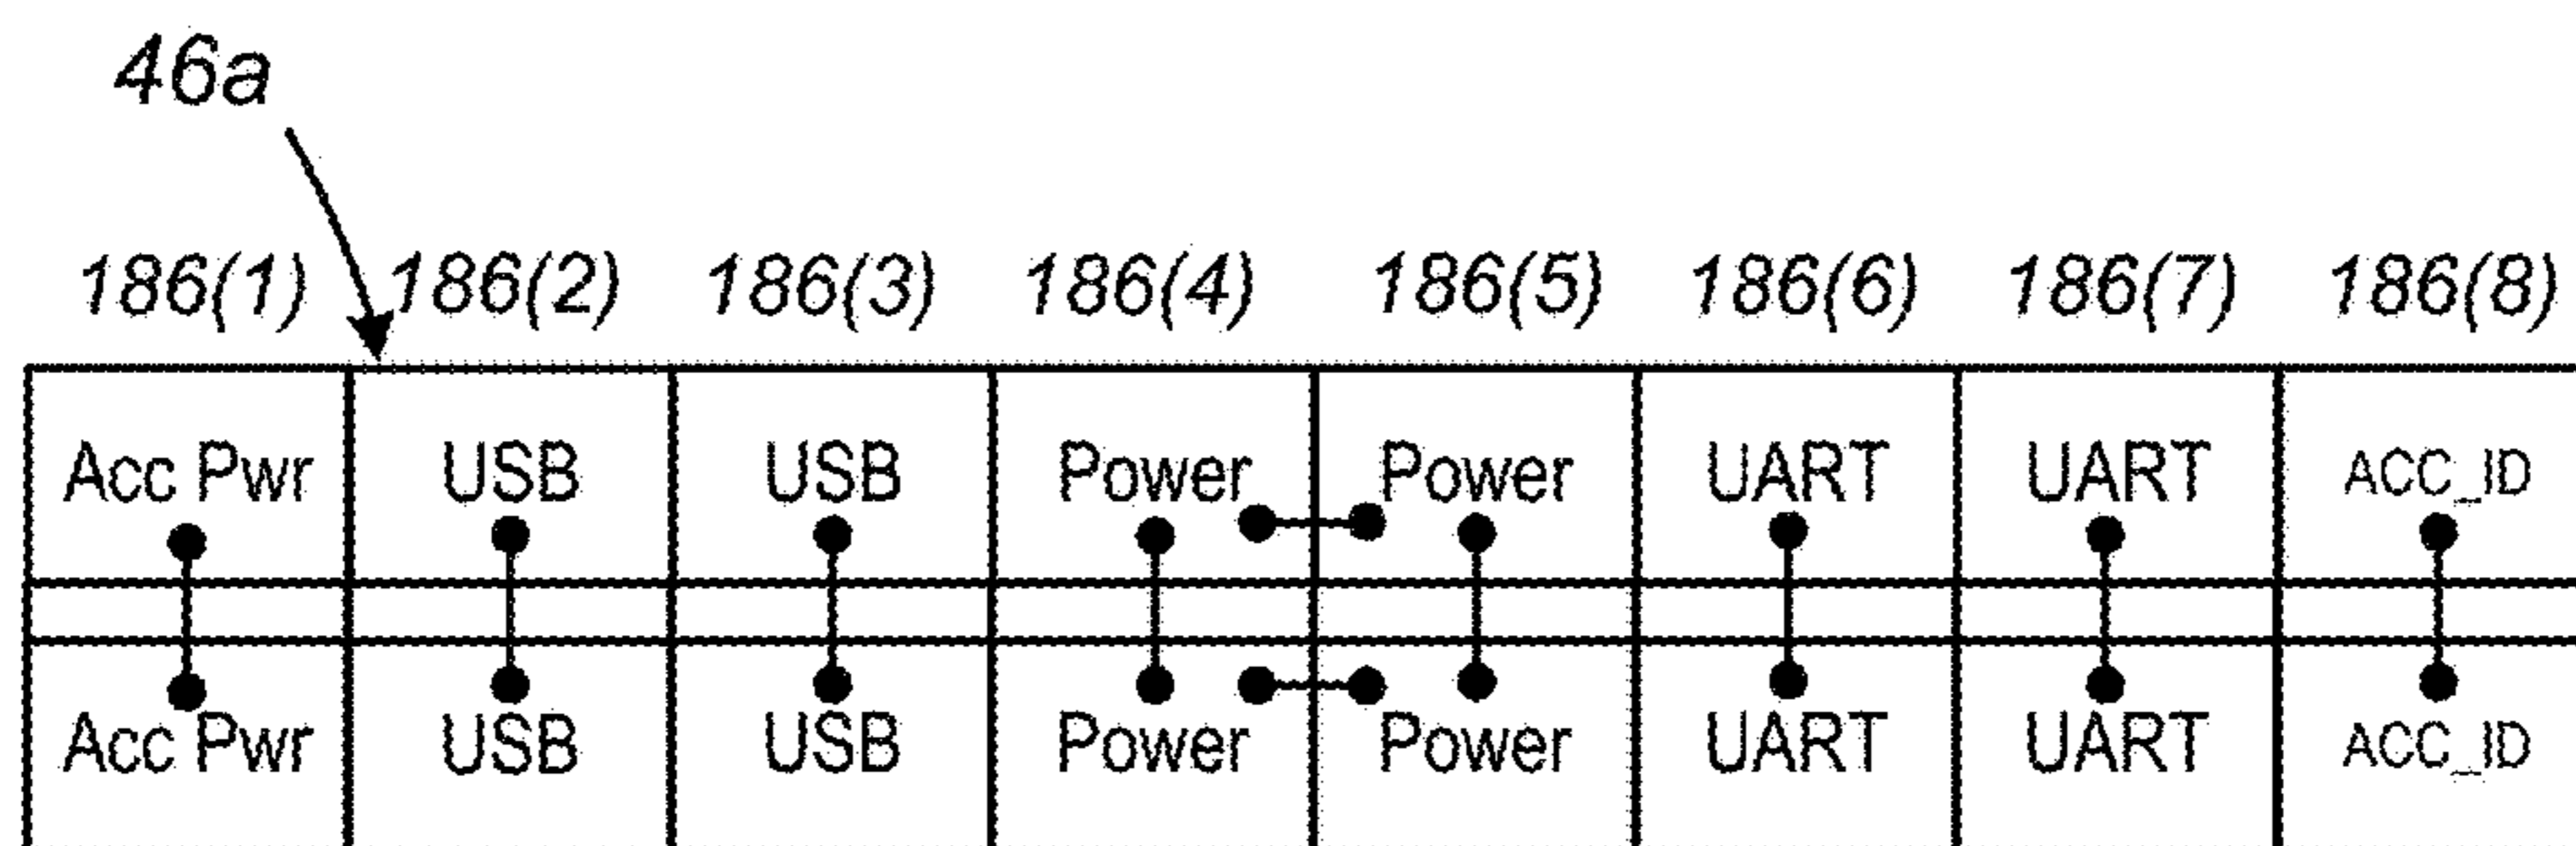 46a
186(1) 186(2) 186(3) 186(4) 186(5) 186(6) 186(7) 186(8)
Acc Pwr USB USB Power Power UART UART ACC_ID
Acc Pwr USB USB Power Power UART UART ACC_ID